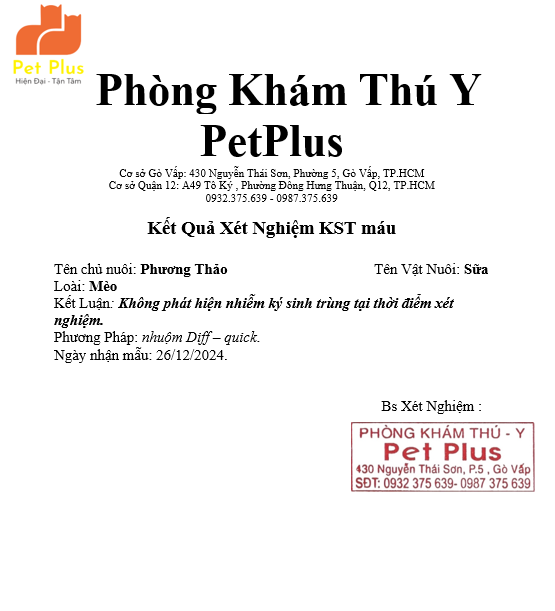 Pet Plus
Hiện Đại - Tận Tâm
Phòng Khám Thú Y
PetPlus
Cơ sở Gò Vấp: 430 Nguyễn Thái Sơn, Phường 5, Gò Vấp, TP.HCM
Cơ sở Quận 12: A49 Tô Ký , Phường Đông Hưng Thuận, Q12, TP.HCM
0932.375.639 - 0987.375.639
Kết Quả Xét Nghiệm KST máu
Tên chủ nuôi: Phương Thảo Tên Vật Nuôi: Sữa
Loài: Mèo
Kết Luận: Không phát hiện nhiễm ký sinh trùng tại thời điểm xét
nghiệm.
Phương Pháp: nhuộm Diff – quick.
Ngày nhận mẫu: 26/12/2024.
Bs Xét Nghiệm :
PHÒNG KHÁM THÚ - Y
Pet Plus
430 Nguyễn Thái Sơn, P.5 , Gò Vấp
SĐT: 0932 375 639- 0987 375 639